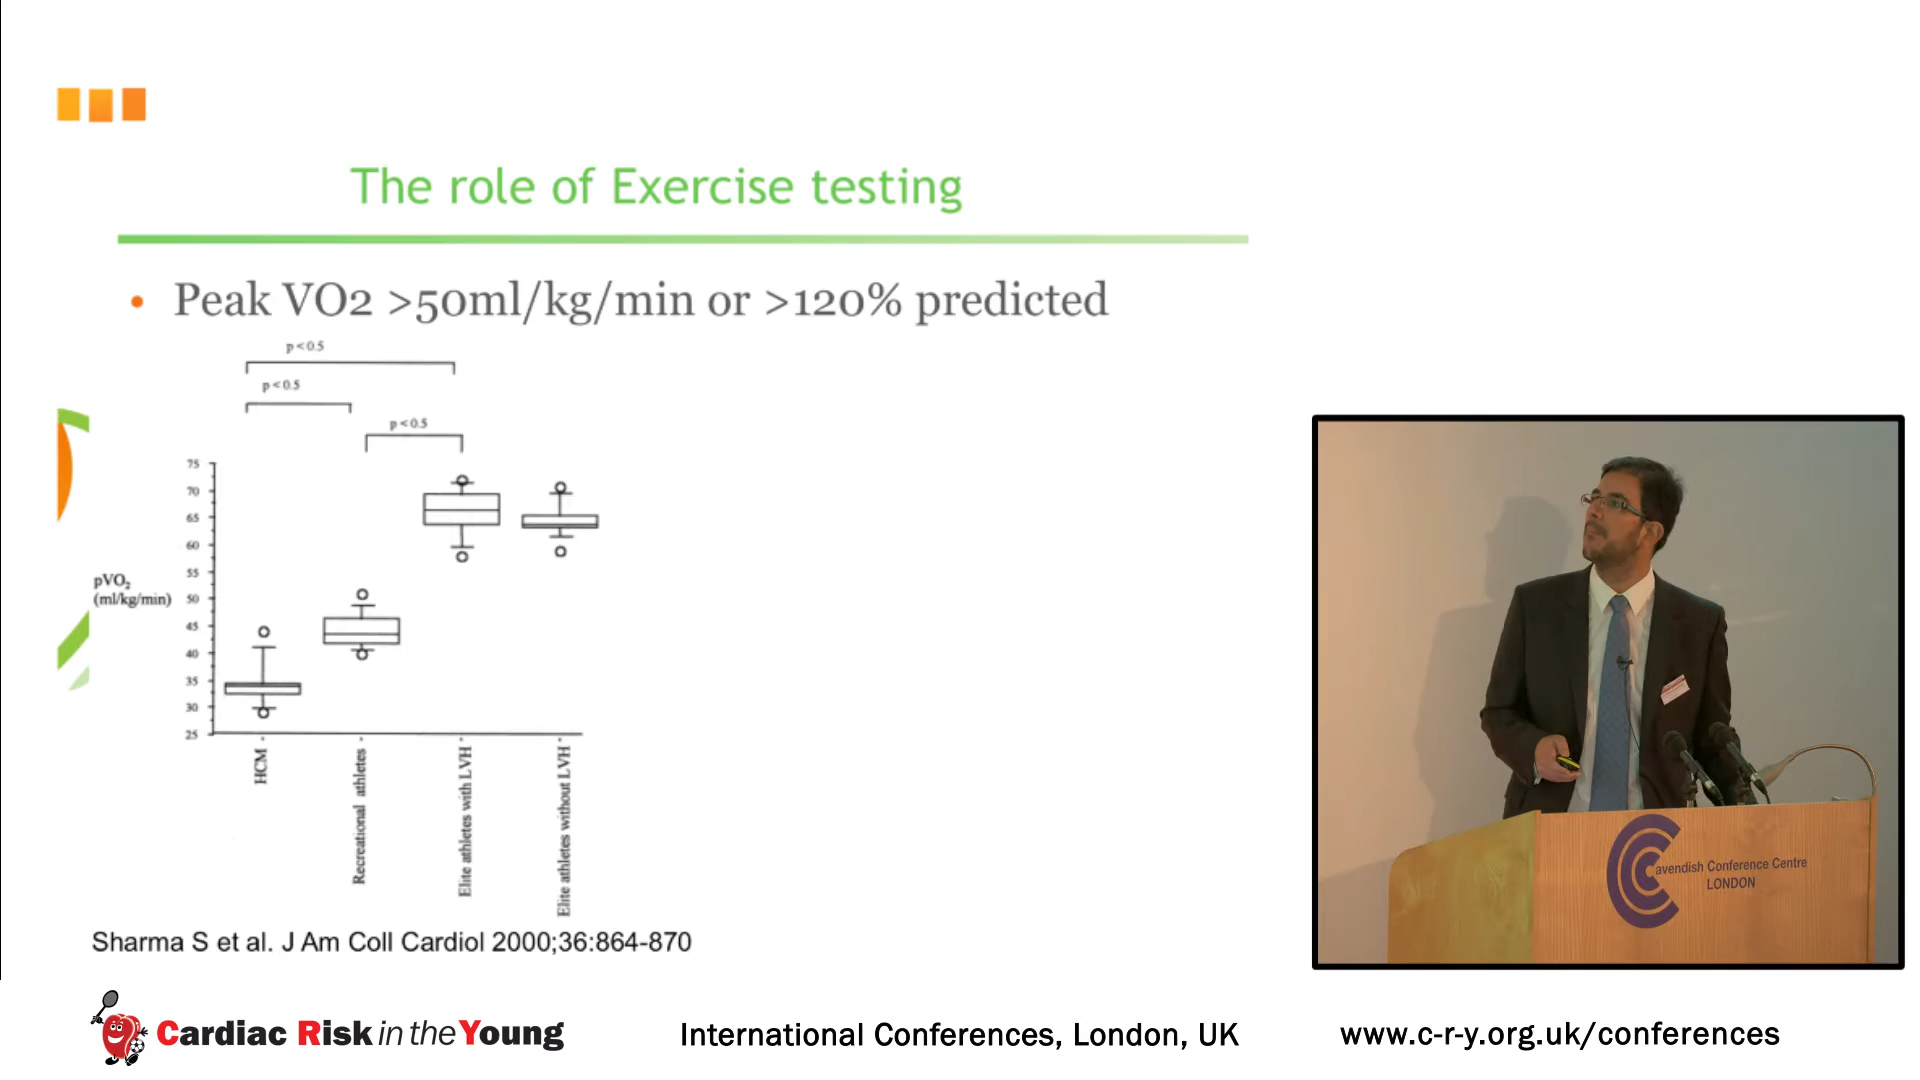 The role of Exercise testing
• Peak VO2 >50ml/kg/min or >120% predicted
p<0.5
p<0.5
p<0.5
75
70
65
60
55
50
45
40
35
30
25
pVO₂
(ml/kg/min)
HCM
Recreational athletes
Elite athletes with LVH
Elite athletes without LVH
Sharma S et al. J Am Coll Cardiol 2000;36:864-870
Cavendish Conference Centre
LONDON
Cardiac Risk in the Young
International Conferences, London, UK
www.c-r-y.org.uk/conferences